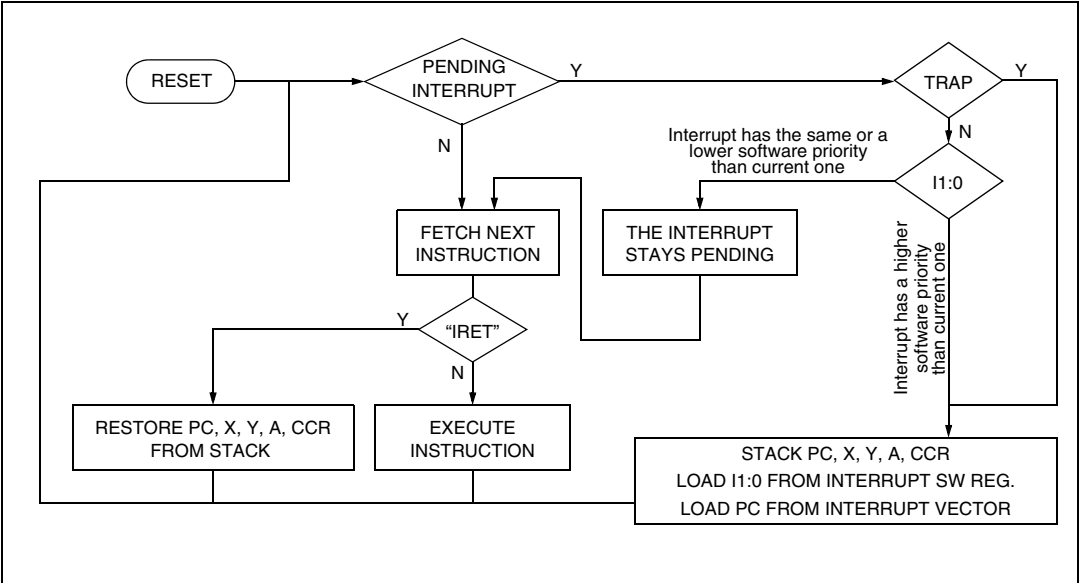 RESET
PENDING
INTERRUPT
Y
TRAP
Y
N
N
Interrupt has the same or a
lower software priority
than current one
I1:0
FETCH NEXT
INSTRUCTION
THE INTERRUPT
STAYS PENDING
Interrupt has a higher
software priority
than current one
Y
“IRET”
N
RESTORE PC, X, Y, A, CCR
FROM STACK
EXECUTE
INSTRUCTION
STACK PC, X, Y, A, CCR
LOAD I1:0 FROM INTERRUPT SW REG.
LOAD PC FROM INTERRUPT VECTOR